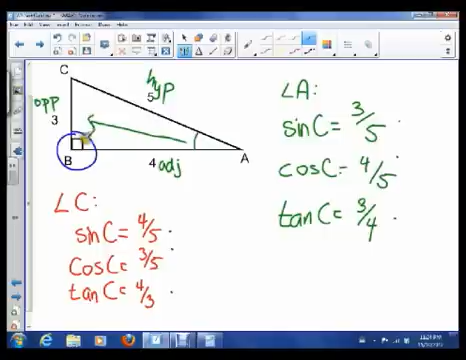 C
hyp
5
opp
3
B
4 adj
A
∠A:
sinC = 3/5
cosC = 4/5
tanC = 3/4
∠C:
sinC = 4/5
cosC = 3/5
tanC = 4/3